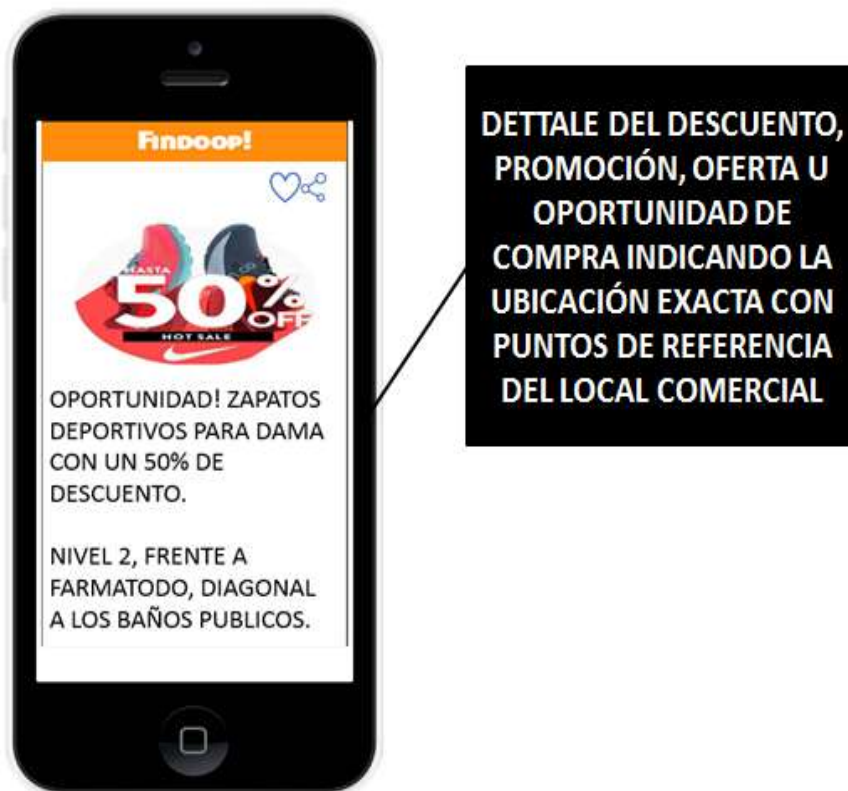 FINDOOP!
HASTA
50%
OFF
HOT SALE
OPORTUNIDAD! ZAPATOS
DEPORTIVOS PARA DAMA
CON UN 50% DE
DESCUENTO.
NIVEL 2, FRENTE A
FARMATODO, DIAGONAL
A LOS BAÑOS PUBLICOS.
DETTALE DEL DESCUENTO,
PROMOCIÓN, OFERTA U
OPORTUNIDAD DE
COMPRA INDICANDO LA
UBICACIÓN EXACTA CON
PUNTOS DE REFERENCIA
DEL LOCAL COMERCIAL